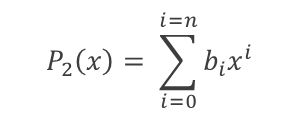 P₂(x) = ∑_{i=0}^{i=n} bᵢxⁱ